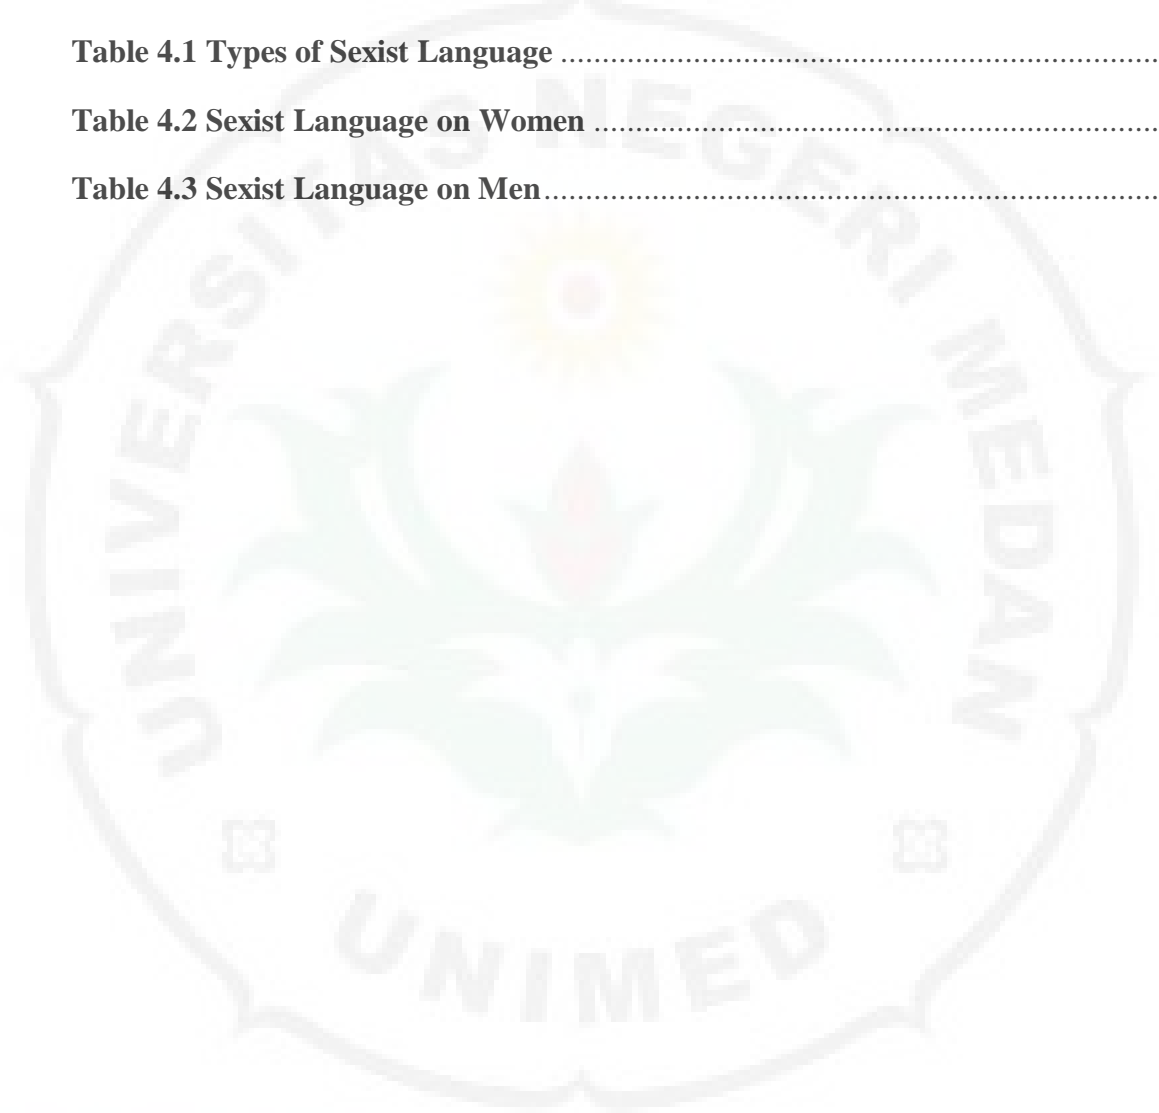 Table 4.1 Types of Sexist Language ..........................................................................
Table 4.2 Sexist Language on Women ......................................................................
Table 4.3 Sexist Language on Men............................................................................
UNIVERSITAS NEGERI MEDAN
UNIMED